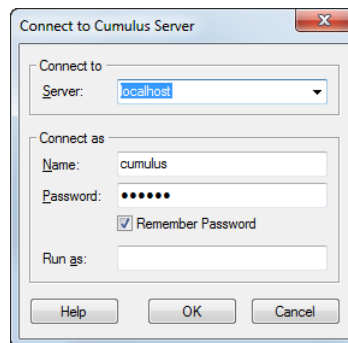 Connect to Cumulus Server
Connect to
Server: localhost
Connect as
Name: cumulus
Password: ●●●●●●
Remember Password
Run as:
Help OK Cancel